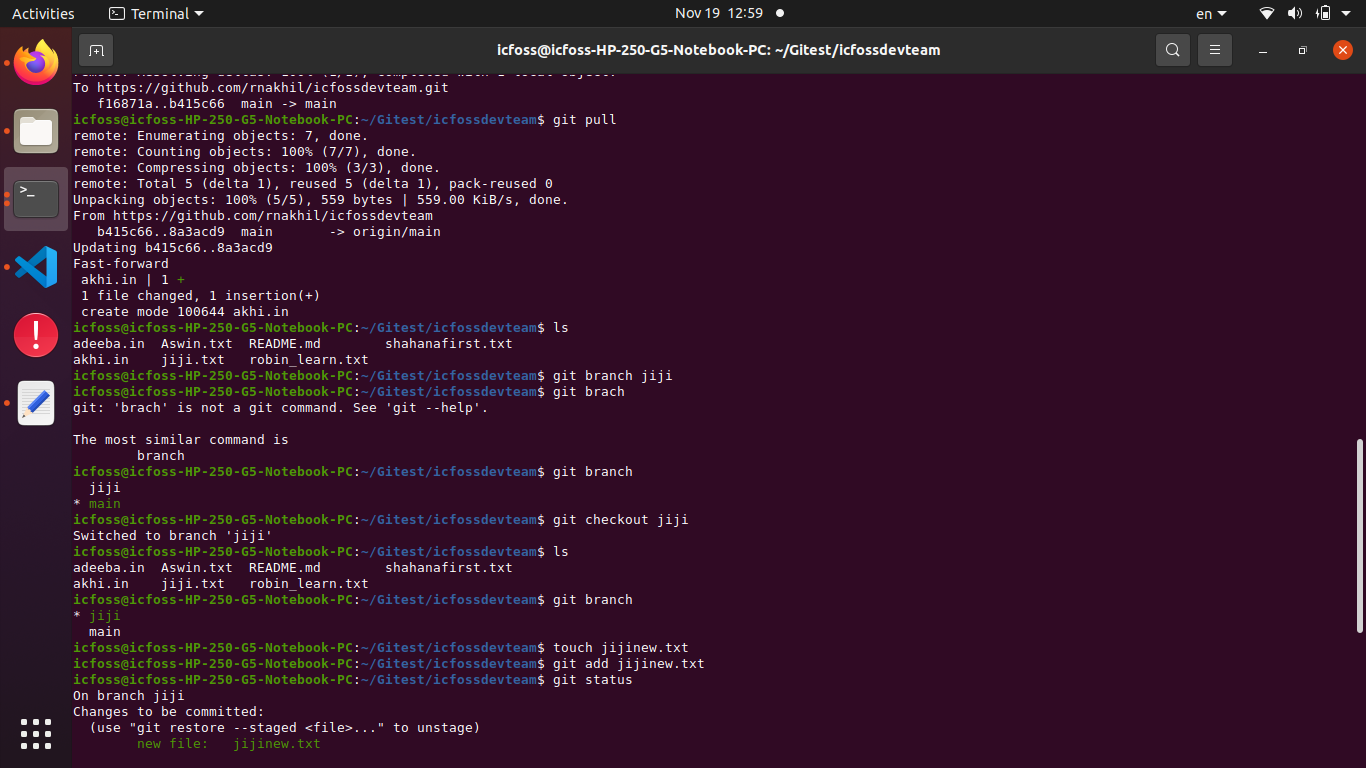 Activities
Terminal
Nov 19 12:59
en
icfoss@icfoss-HP-250-G5-Notebook-PC: ~/Gitest/icfossdevteam
To https://github.com/rnakhil/icfossdevteam.git
   f16871a..b415c66  main -> main
icfoss@icfoss-HP-250-G5-Notebook-PC:~/Gitest/icfossdevteam$ git pull
remote: Enumerating objects: 7, done.
remote: Counting objects: 100% (7/7), done.
remote: Compressing objects: 100% (3/3), done.
remote: Total 5 (delta 1), reused 5 (delta 1), pack-reused 0
Unpacking objects: 100% (5/5), 559 bytes | 559.00 KiB/s, done.
From https://github.com/rnakhil/icfossdevteam
   b415c66..8a3acd9  main       -> origin/main
Updating b415c66..8a3acd9
Fast-forward
 akhi.in | 1 +
 1 file changed, 1 insertion(+)
 create mode 100644 akhi.in
icfoss@icfoss-HP-250-G5-Notebook-PC:~/Gitest/icfossdevteam$ ls
adeeba.in  Aswin.txt  README.md        shahanafirst.txt
akhi.in    jiji.txt   robin_learn.txt
icfoss@icfoss-HP-250-G5-Notebook-PC:~/Gitest/icfossdevteam$ git branch jiji
icfoss@icfoss-HP-250-G5-Notebook-PC:~/Gitest/icfossdevteam$ git brach
git: 'brach' is not a git command. See 'git --help'.
The most similar command is
        branch
icfoss@icfoss-HP-250-G5-Notebook-PC:~/Gitest/icfossdevteam$ git branch
  jiji
* main
icfoss@icfoss-HP-250-G5-Notebook-PC:~/Gitest/icfossdevteam$ git checkout jiji
Switched to branch 'jiji'
icfoss@icfoss-HP-250-G5-Notebook-PC:~/Gitest/icfossdevteam$ ls
adeeba.in  Aswin.txt  README.md        shahanafirst.txt
akhi.in    jiji.txt   robin_learn.txt
icfoss@icfoss-HP-250-G5-Notebook-PC:~/Gitest/icfossdevteam$ git branch
* jiji
  main
icfoss@icfoss-HP-250-G5-Notebook-PC:~/Gitest/icfossdevteam$ touch jijinew.txt
icfoss@icfoss-HP-250-G5-Notebook-PC:~/Gitest/icfossdevteam$ git add jijinew.txt
icfoss@icfoss-HP-250-G5-Notebook-PC:~/Gitest/icfossdevteam$ git status
On branch jiji
Changes to be committed:
  (use "git restore --staged <file>..." to unstage)
        new file:   jijinew.txt